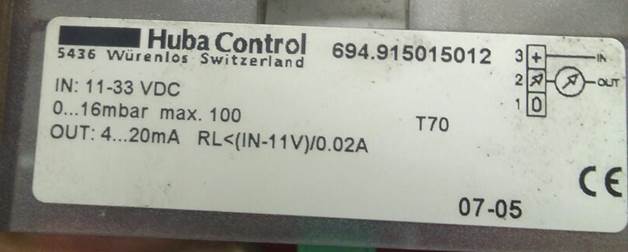 Huba Control
5436 Würenlos Switzerland
694.915015012
3 + IN
2 OUT
1 0
IN: 11-33 VDC
0...16mbar max. 100
OUT: 4...20mA RL<(IN-11V)/0.02A
T70
CE
07-05